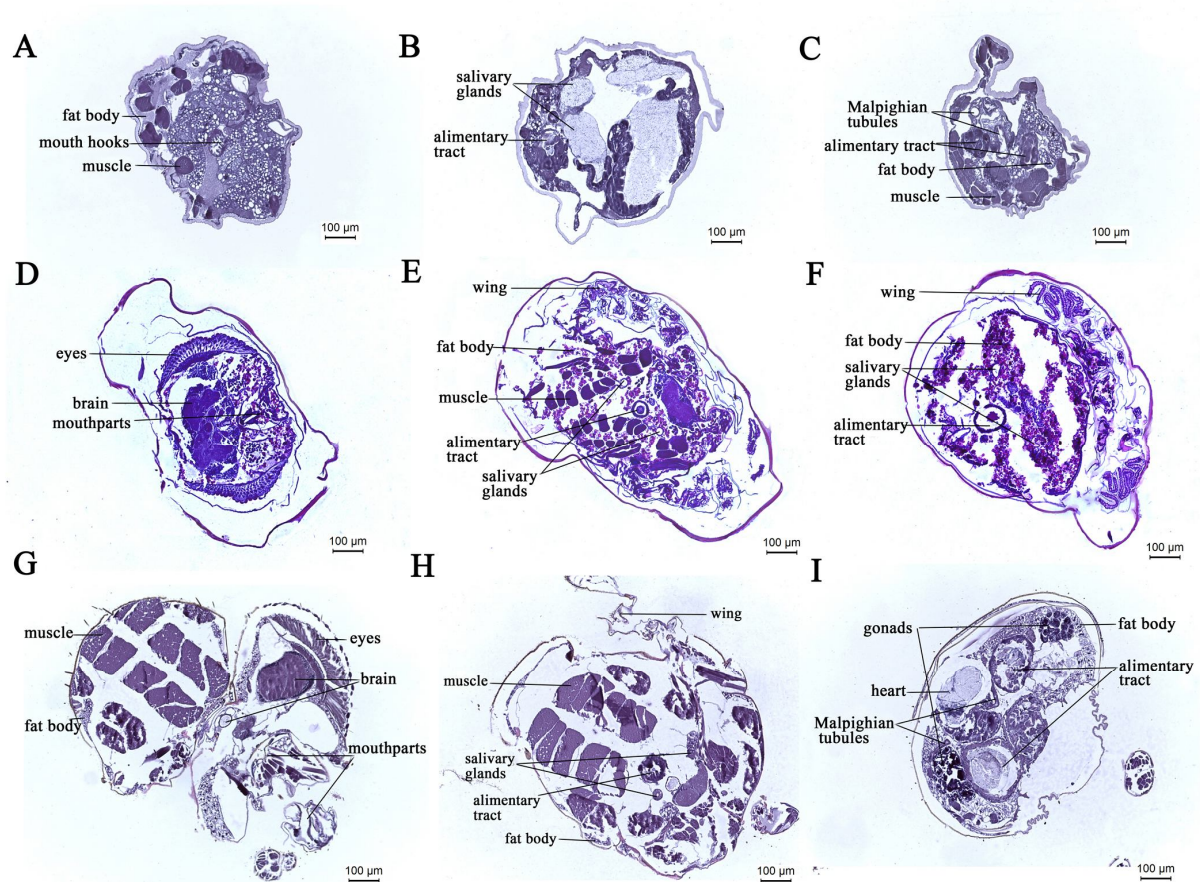 A
fat body
mouth hooks
muscle
100 µm
B
salivary
glands
alimentary
tract
100 µm
C
Malpighian
tubules
alimentary tract
fat body
muscle
100 µm
D
eyes
brain
mouthparts
100 µm
E
wing
fat body
muscle
alimentary
tract
salivary
glands
100 µm
F
wing
fat body
salivary
glands
alimentary
tract
100 µm
G
muscle
fat body
eyes
brain
mouthparts
100 µm
H
wing
muscle
salivary
glands
alimentary
tract
fat body
100 µm
I
gonads
fat body
alimentary
tract
heart
Malpighian
tubules
100 µm